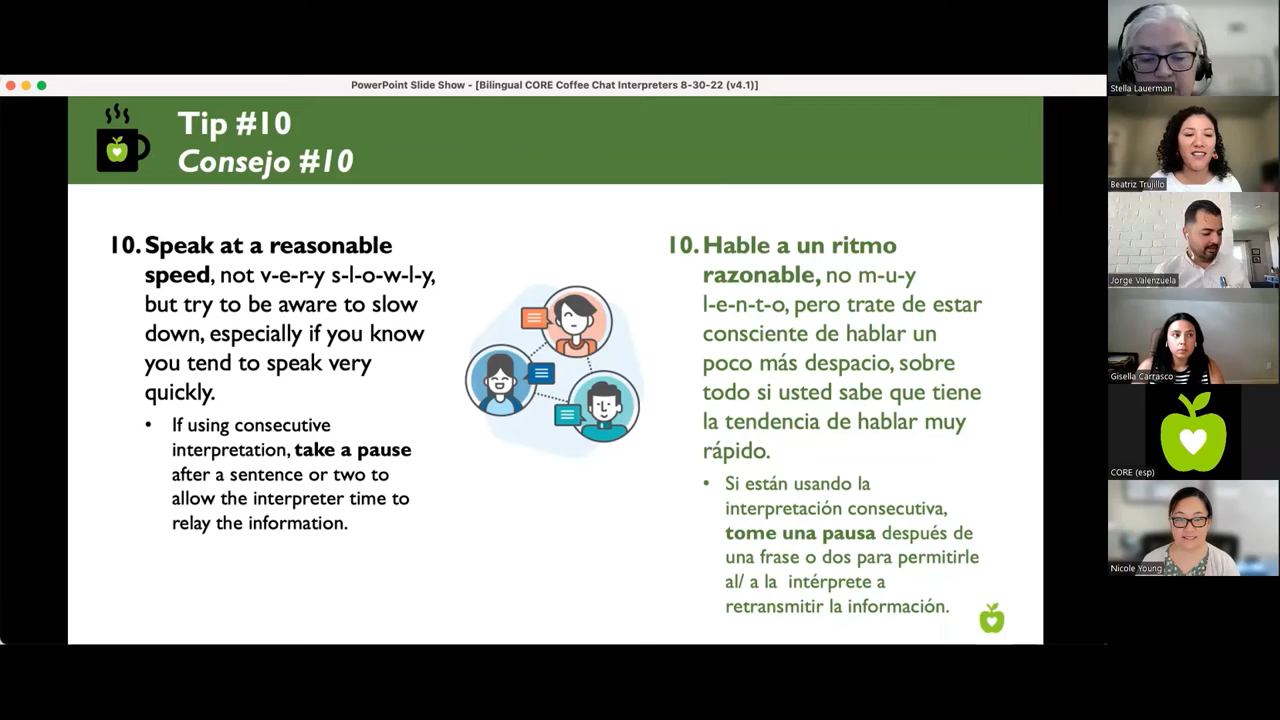 PowerPoint Slide Show - [Bilingual CORE Coffee Chat Interpreters 8-30-22 (v4.1)]
Tip #10
Consejo #10
10. Speak at a reasonable
speed, not v-e-r-y s-l-o-w-l-y,
but try to be aware to slow
down, especially if you know
you tend to speak very
quickly.
• If using consecutive
interpretation, take a pause
after a sentence or two to
allow the interpreter time to
relay the information.
10. Hable a un ritmo
razonable, no m-u-y
l-e-n-t-o, pero trate de estar
consciente de hablar un
poco más despacio, sobre
todo si usted sabe que tiene
la tendencia de hablar muy
rápido.
• Si están usando la
interpretación consecutiva,
tome una pausa después de
una frase o dos para permitirle
al/ a la intérprete a
retransmitir la información.
Stella Lauerman
Beatriz Trujillo
Jorge Valenzuela
Gisella Carrasco
CORE (esp)
Nicole Young